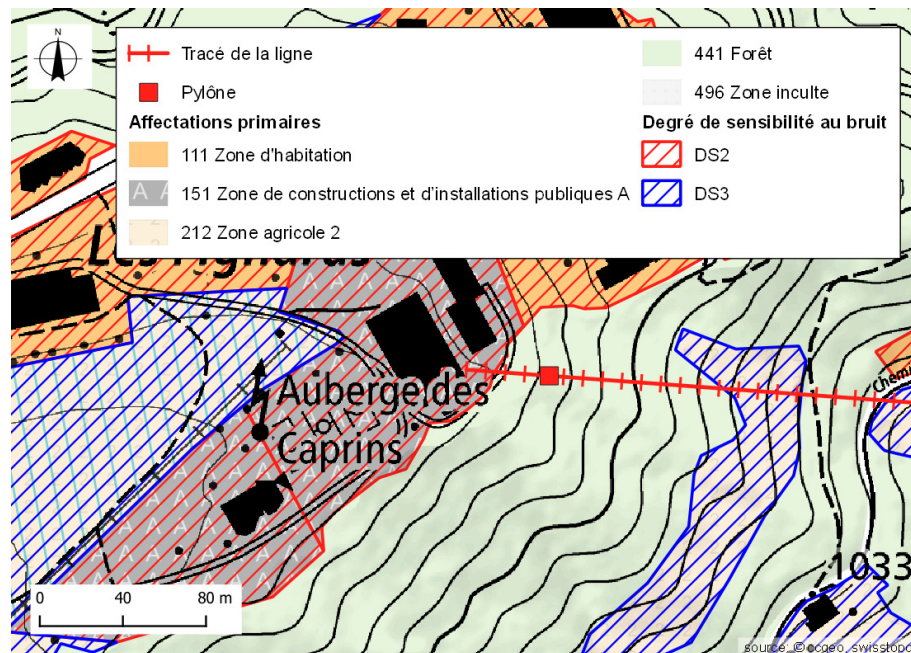 N
Tracé de la ligne
Pylône
Affectations primaires
111 Zone d'habitation
151 Zone de constructions et d'installations publiques A
212 Zone agricole 2
441 Forêt
496 Zone inculte
Degré de sensibilité au bruit
DS2
DS3
Auberge des
Caprins
1033
0 40 80 m
source: ©ccgeo, swisstopo